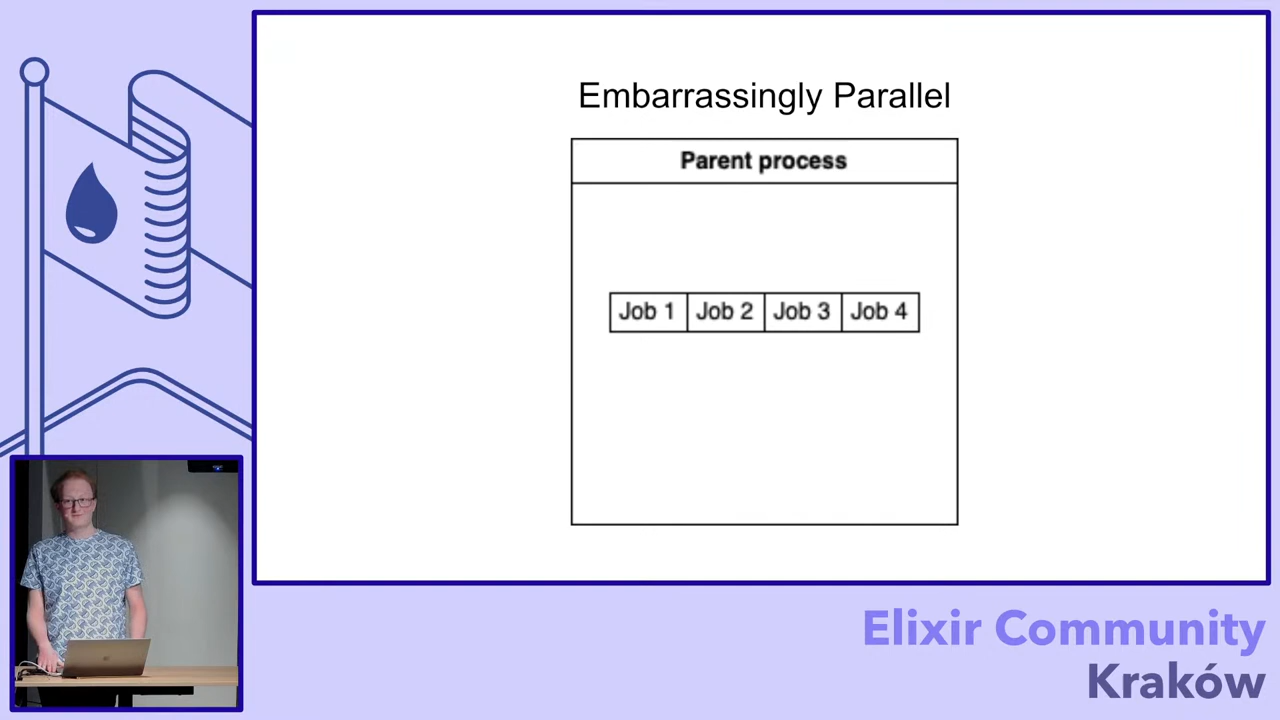 Embarrassingly Parallel
Parent process
Job 1 Job 2 Job 3 Job 4
Elixir Community
Kraków